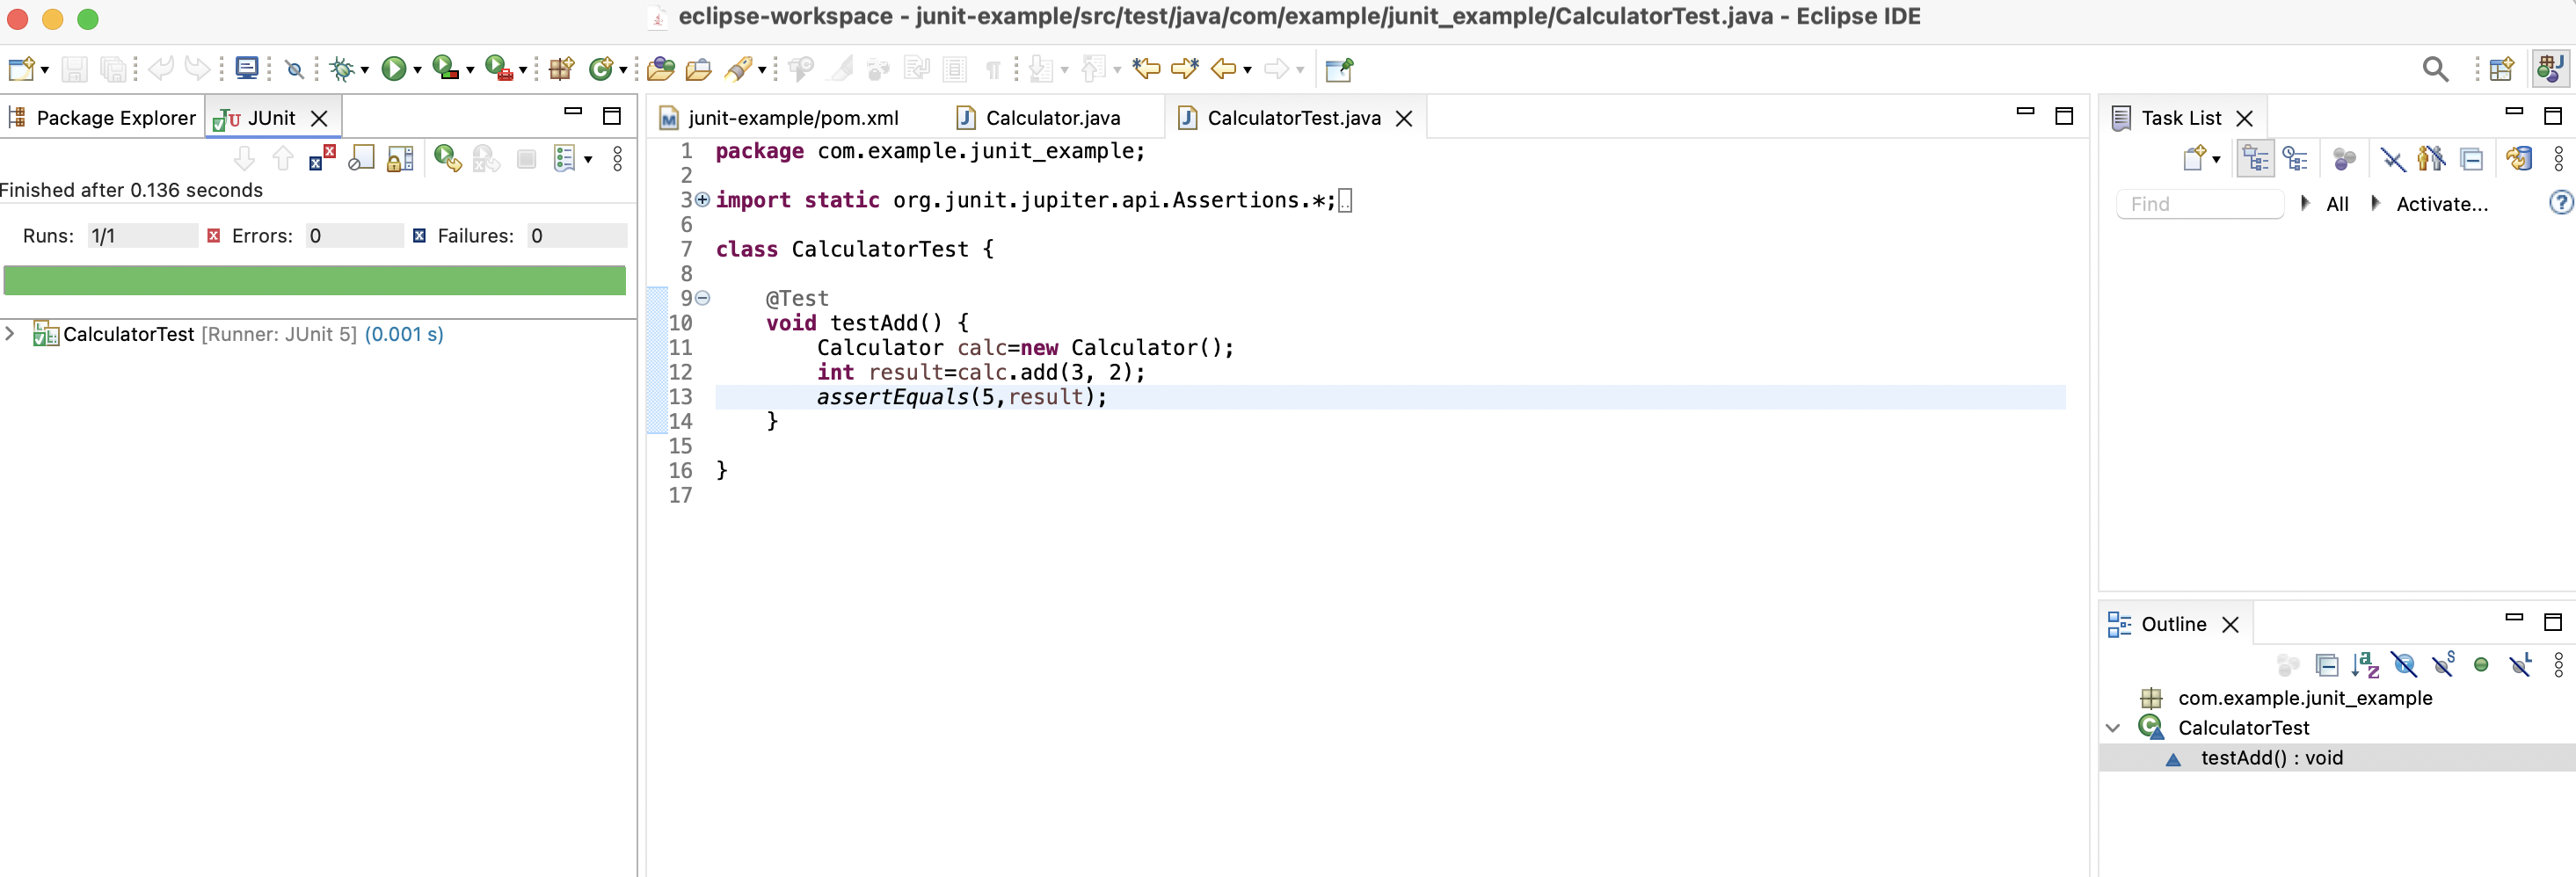 eclipse-workspace - junit-example/src/test/java/com/example/junit_example/CalculatorTest.java - Eclipse IDE
Package Explorer
JUnit
Finished after 0.136 seconds
Runs: 1/1 Errors: 0 Failures: 0
CalculatorTest [Runner: JUnit 5] (0.001 s)
junit-example/pom.xml
Calculator.java
CalculatorTest.java
1 package com.example.junit_example;
2
3 import static org.junit.jupiter.api.Assertions.*;
6
7 class CalculatorTest {
8
9 @Test
10 void testAdd() {
11 Calculator calc=new Calculator();
12 int result=calc.add(3, 2);
13 assertEquals(5,result);
14 }
15
16 }
17
Task List
Find All Activate...
Outline
com.example.junit_example
CalculatorTest
testAdd() : void